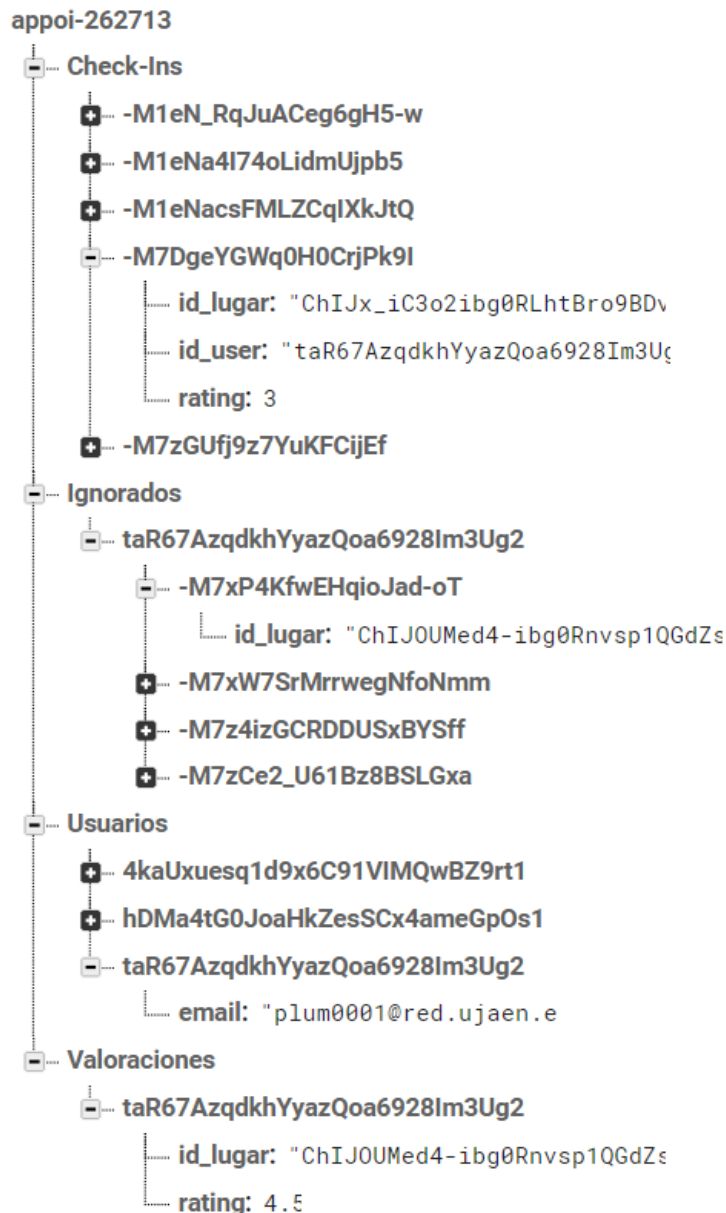 appoi-262713
Check-Ins
-M1eN_RqJuACeg6gH5-w
-M1eNa4I74oLidmUjpb5
-M1eNacsFMLZCqIXkJtQ
-M7DgeYGWq0H0CrjPk9I
id_lugar: "ChIJx_iC3o2ibg0RLhtBro9BDv
id_user: "taR67AzqdkhYyazQoa6928Im3Ug
rating: 3
-M7zGUfj9z7YuKFCijEf
Ignorados
taR67AzqdkhYyazQoa6928Im3Ug2
-M7xP4KfwEHqioJad-oT
id_lugar: "ChIJOUMed4-ibg0Rnvsp1QGdZs
-M7xW7SrMrrwegNfoNmm
-M7z4izGCRDDUSxBYSff
-M7zCe2_U61Bz8BSLGxa
Usuarios
4kaUxuesq1d9x6C91VIMQwBZ9rt1
hDMa4tG0JoaHkZesSCx4ameGpOs1
taR67AzqdkhYyazQoa6928Im3Ug2
email: "plum0001@red.ujaen.e
Valoraciones
taR67AzqdkhYyazQoa6928Im3Ug2
id_lugar: "ChIJOUMed4-ibg0Rnvsp1QGdZs
rating: 4.5